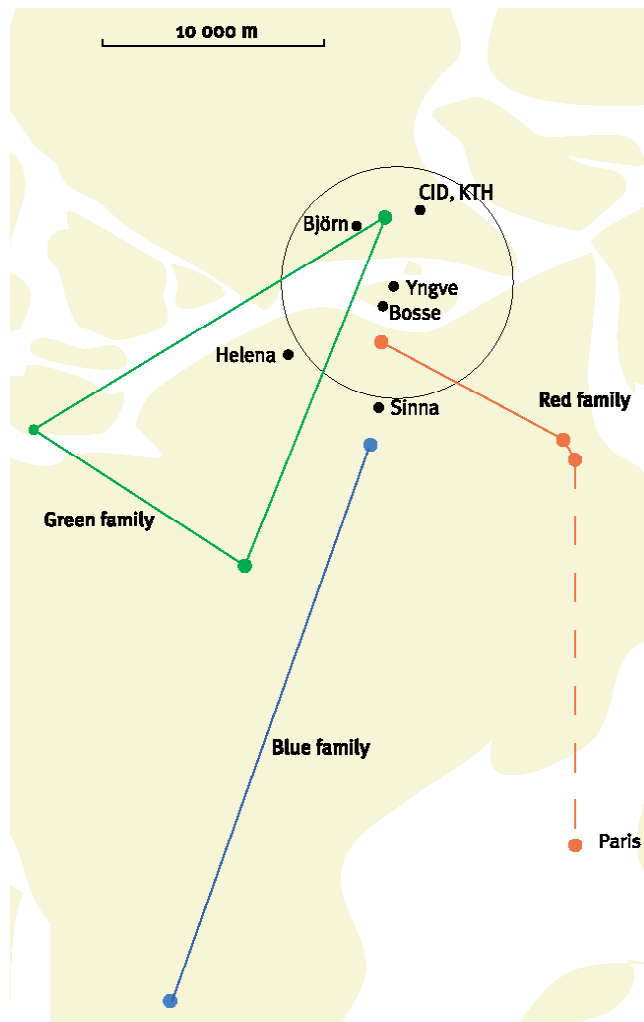 10 000 m
CID, KTH
Björn
Yngve
Bosse
Helena
Sinna
Red family
Green family
Blue family
Paris